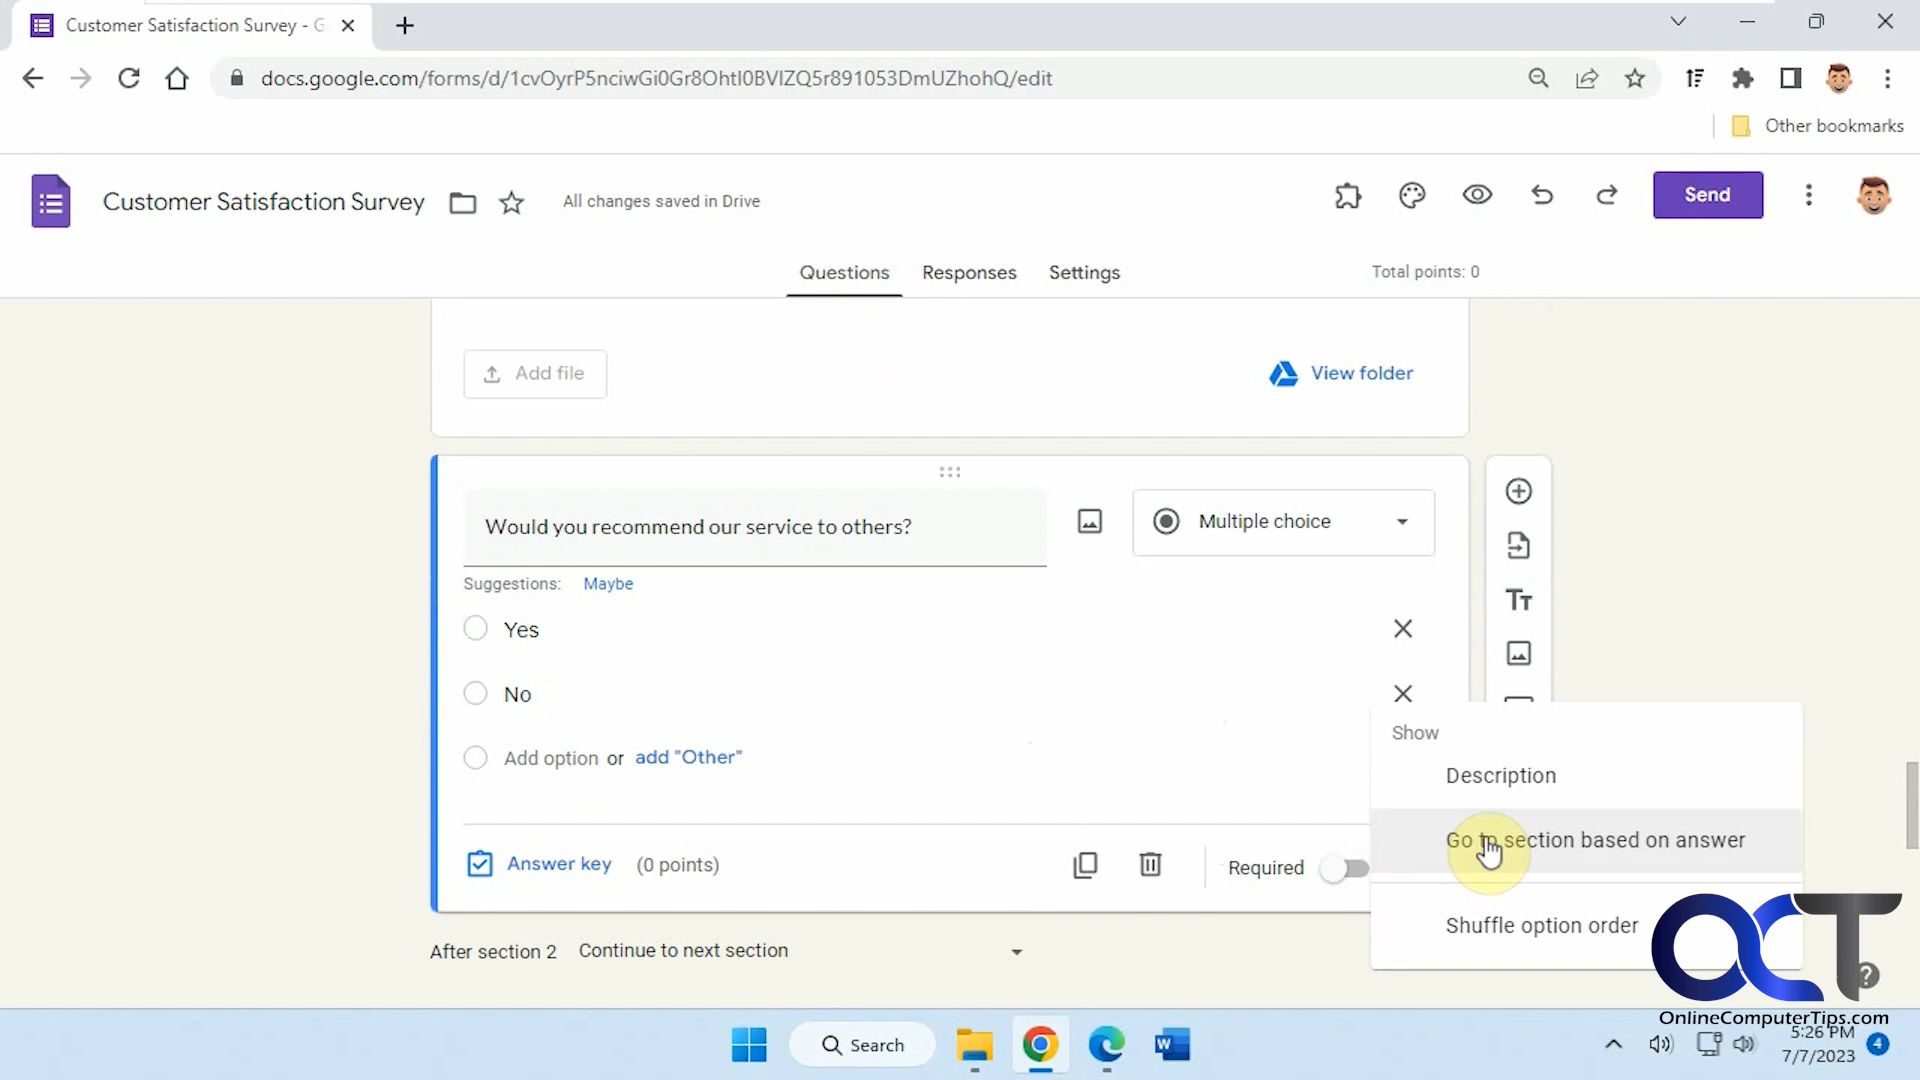 Customer Satisfaction Survey - G
docs.google.com/forms/d/1cvOyrP5nciwGi0Gr8OhtI0BVIZQ5r891053DmUZhohQ/edit
Other bookmarks
Customer Satisfaction Survey
All changes saved in Drive
Send
Questions
Responses
Settings
Total points: 0
Add file
View folder
Would you recommend our service to others?
Multiple choice
Suggestions: Maybe
Yes
No
Add option or add "Other"
Show
Description
Go to section based on answer
Shuffle option order
Answer key (0 points)
Required
After section 2 Continue to next section
OCT
OnlineComputerTips.com
Search
5:26 PM
7/7/2023
4